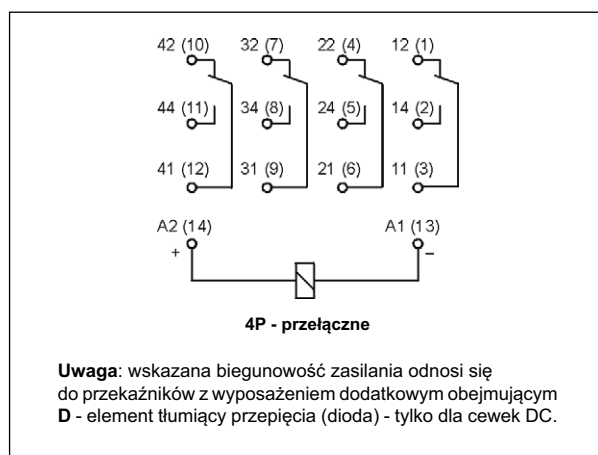 42 (10) 32 (7) 22 (4) 12 (1)
44 (11) 34 (8) 24 (5) 14 (2)
41 (12) 31 (9) 21 (6) 11 (3)
A2 (14) A1 (13)
+ –
4P - przełączne
Uwaga: wskazana biegunowość zasilania odnosi się
do przekaźników z wyposażeniem dodatkowym obejmującym
D - element tłumiący przepięcia (dioda) - tylko dla cewek DC.